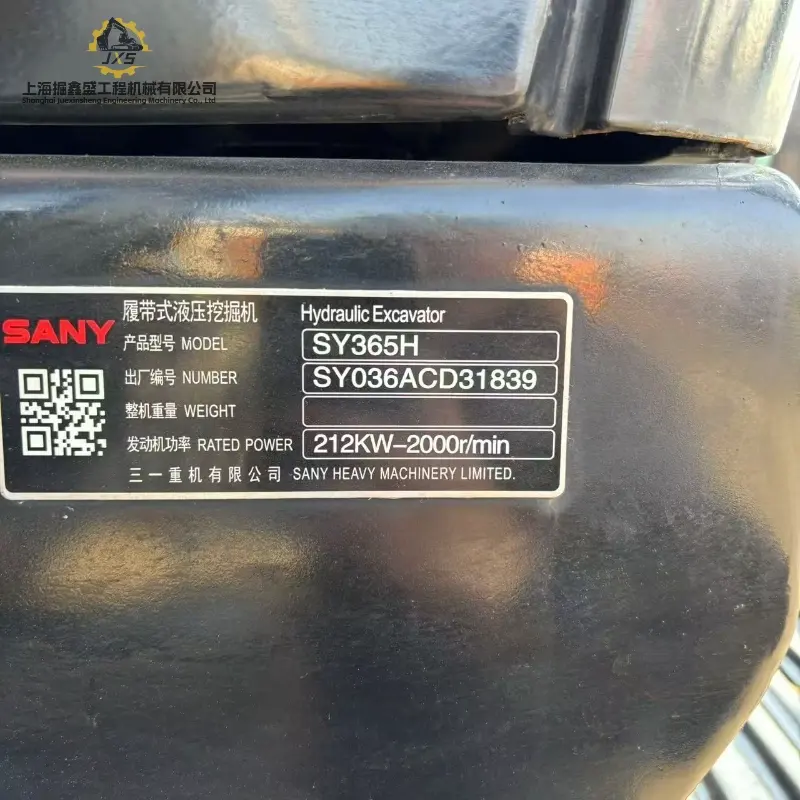 JXS
上海掘鑫盛工程机械有限公司
Shanghai Juexinsheng Engineering Machinery Co., Ltd
SANY
履带式液压挖掘机 Hydraulic Excavator
产品型号 MODEL SY365H
出厂编号 NUMBER SY036ACD31839
整机重量 WEIGHT
发动机功率 RATED POWER 212KW-2000r/min
三一重机有限公司 SANY HEAVY MACHINERY LIMITED.